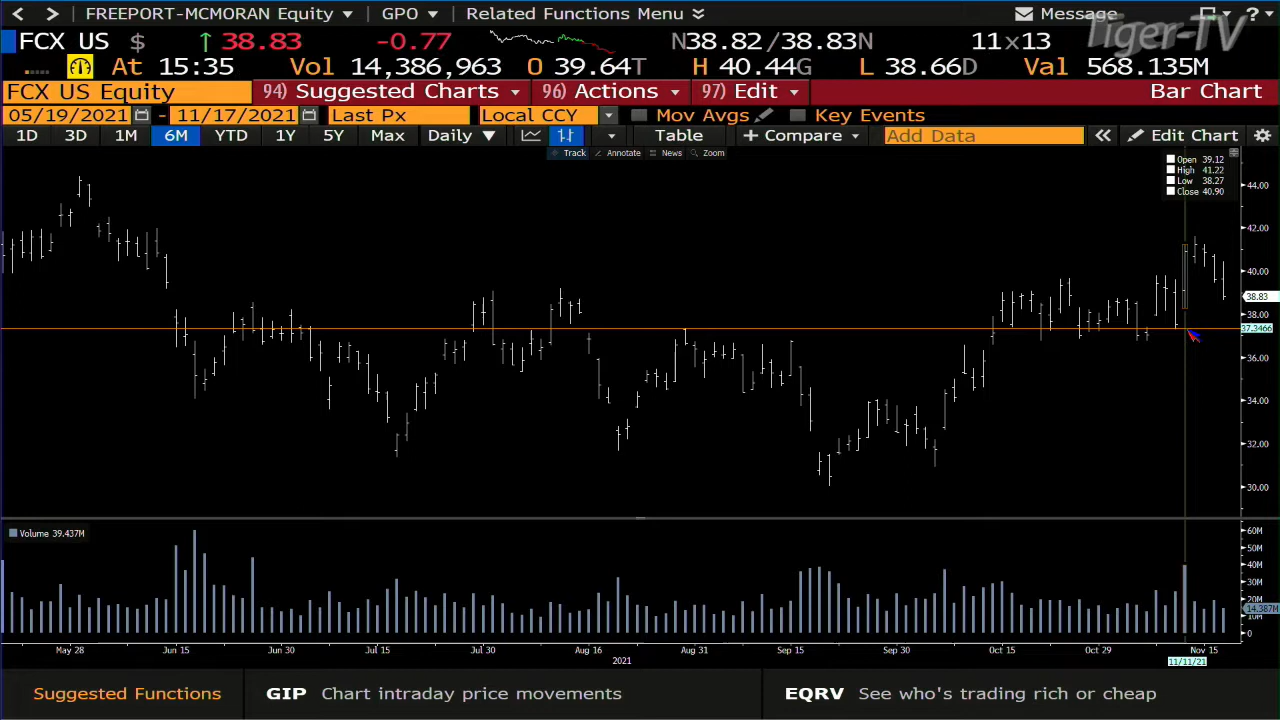 FREEPORT-MCMORAN Equity GPO Related Functions Menu Message ?
Tiger-TV
FCX US $ 38.83 -0.77 N38.82/38.83N 11x13
At 15:35 Vol 14,386,963 O 39.64T H 40.44G L 38.66D Val 568.135M
FCX US Equity 94) Suggested Charts 96) Actions 97) Edit Bar Chart
05/19/2021 - 11/17/2021 Last Px Local CCY Mov Avgs Key Events
1D 3D 1M 6M YTD 1Y 5Y Max Daily Table + Compare Add Data Edit Chart
Track Annotate News Zoom
Open 39.12
High 41.22
Low 38.27
Close 40.90
44.00
42.00
40.00
38.83
38.00
37.3466
36.00
34.00
32.00
30.00
Volume 39.437M
60M
50M
40M
30M
20M
14.387M
10M
0
May 28 Jun 15 Jun 30 Jul 15 Jul 30 Aug 16 Aug 31 Sep 15 Sep 30 Oct 15 Oct 29 Nov 15
2021 11/11/21
Suggested Functions GIP Chart intraday price movements EQRV See who's trading rich or cheap